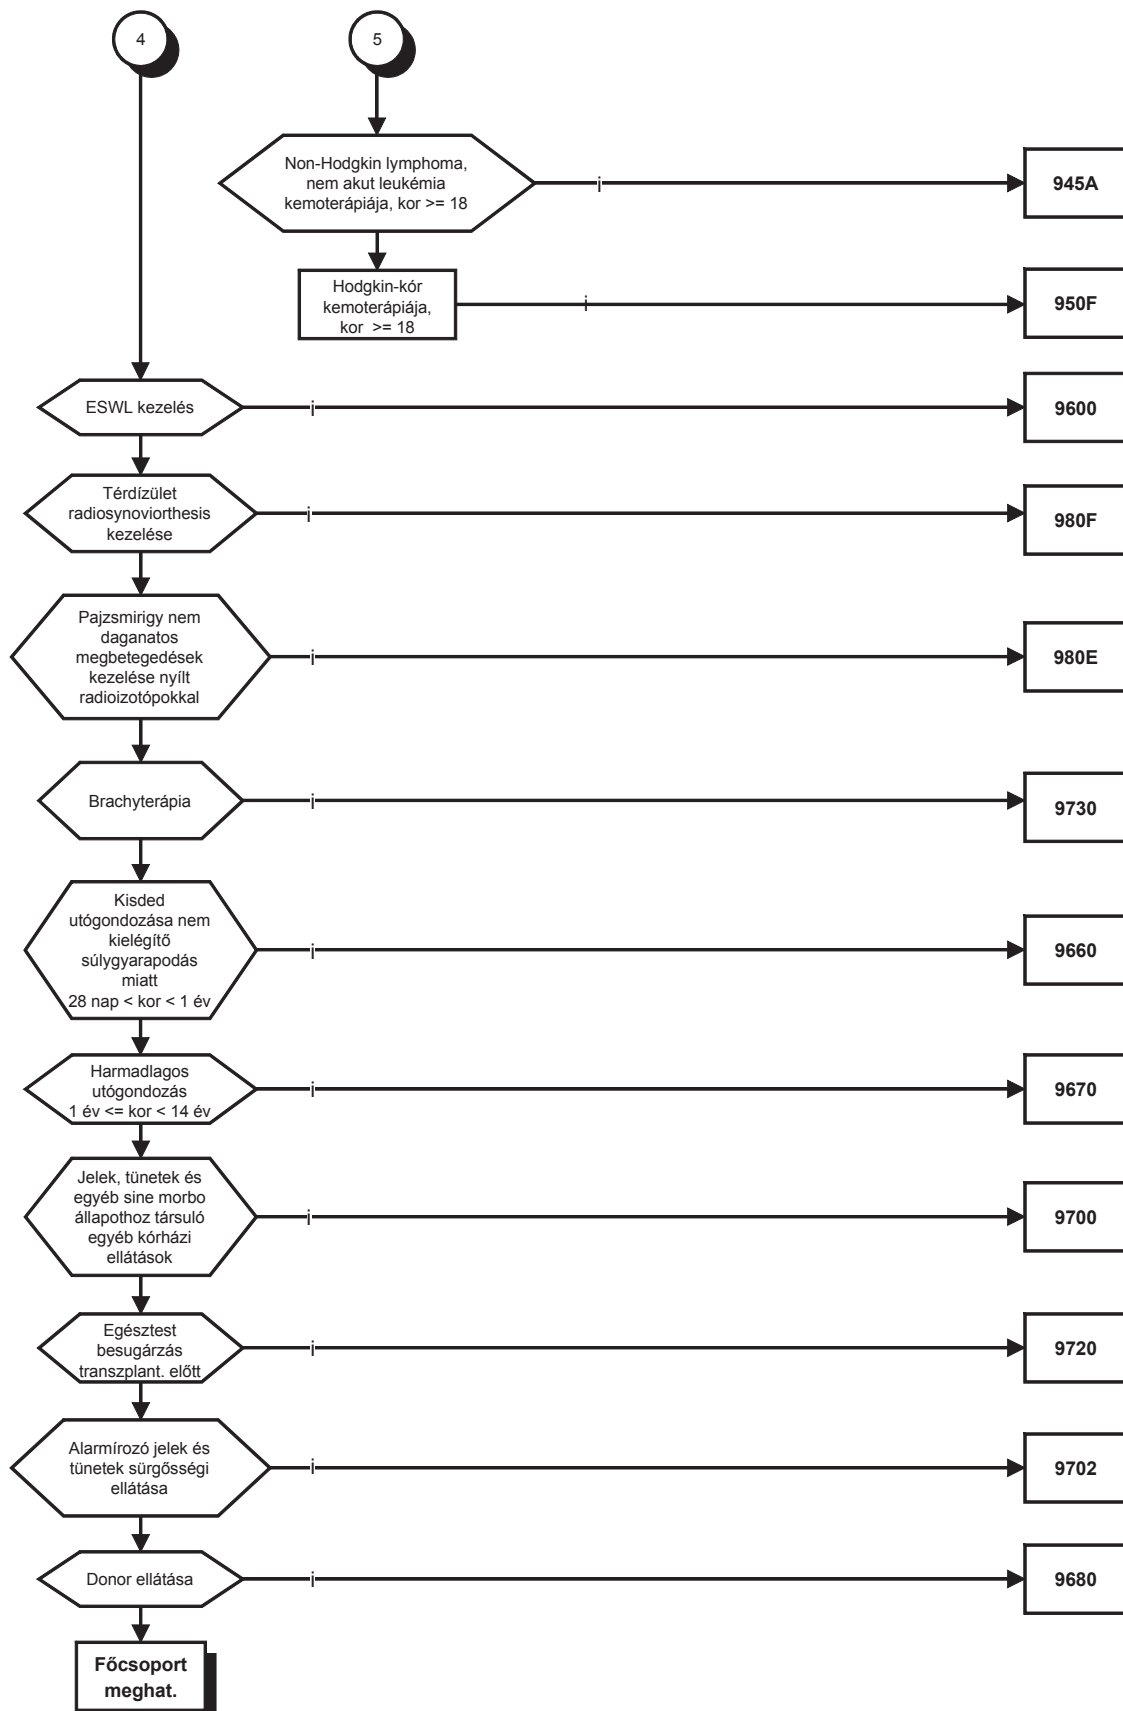 4
5
Non-Hodgkin lymphoma,
nem akut leukémia
kemoterápiája, kor >= 18
i
945A
Hodgkin-kór
kemoterápiája,
kor >= 18
i
950F
ESWL kezelés
i
9600
Térdízület
radiosynoviorthesis
kezelése
i
980F
Pajzsmirigy nem
daganatos
megbetegedések
kezelése nyílt
radioizotópokkal
i
980E
Brachyterápia
i
9730
Kisded
utógondozása nem
kielégítő
súlygyarapodás
miatt
28 nap < kor < 1 év
i
9660
Harmadlagos
utógondozás
1 év <= kor < 14 év
i
9670
Jelek, tünetek és
egyéb sine morbo
állapothoz társuló
egyéb kórházi
ellátások
i
9700
Egésztest
besugárzás
transzplant. előtt
i
9720
Alarmírozó jelek és
tünetek sürgősségi
ellátása
i
9702
Donor ellátása
i
9680
Főcsoport
meghat.